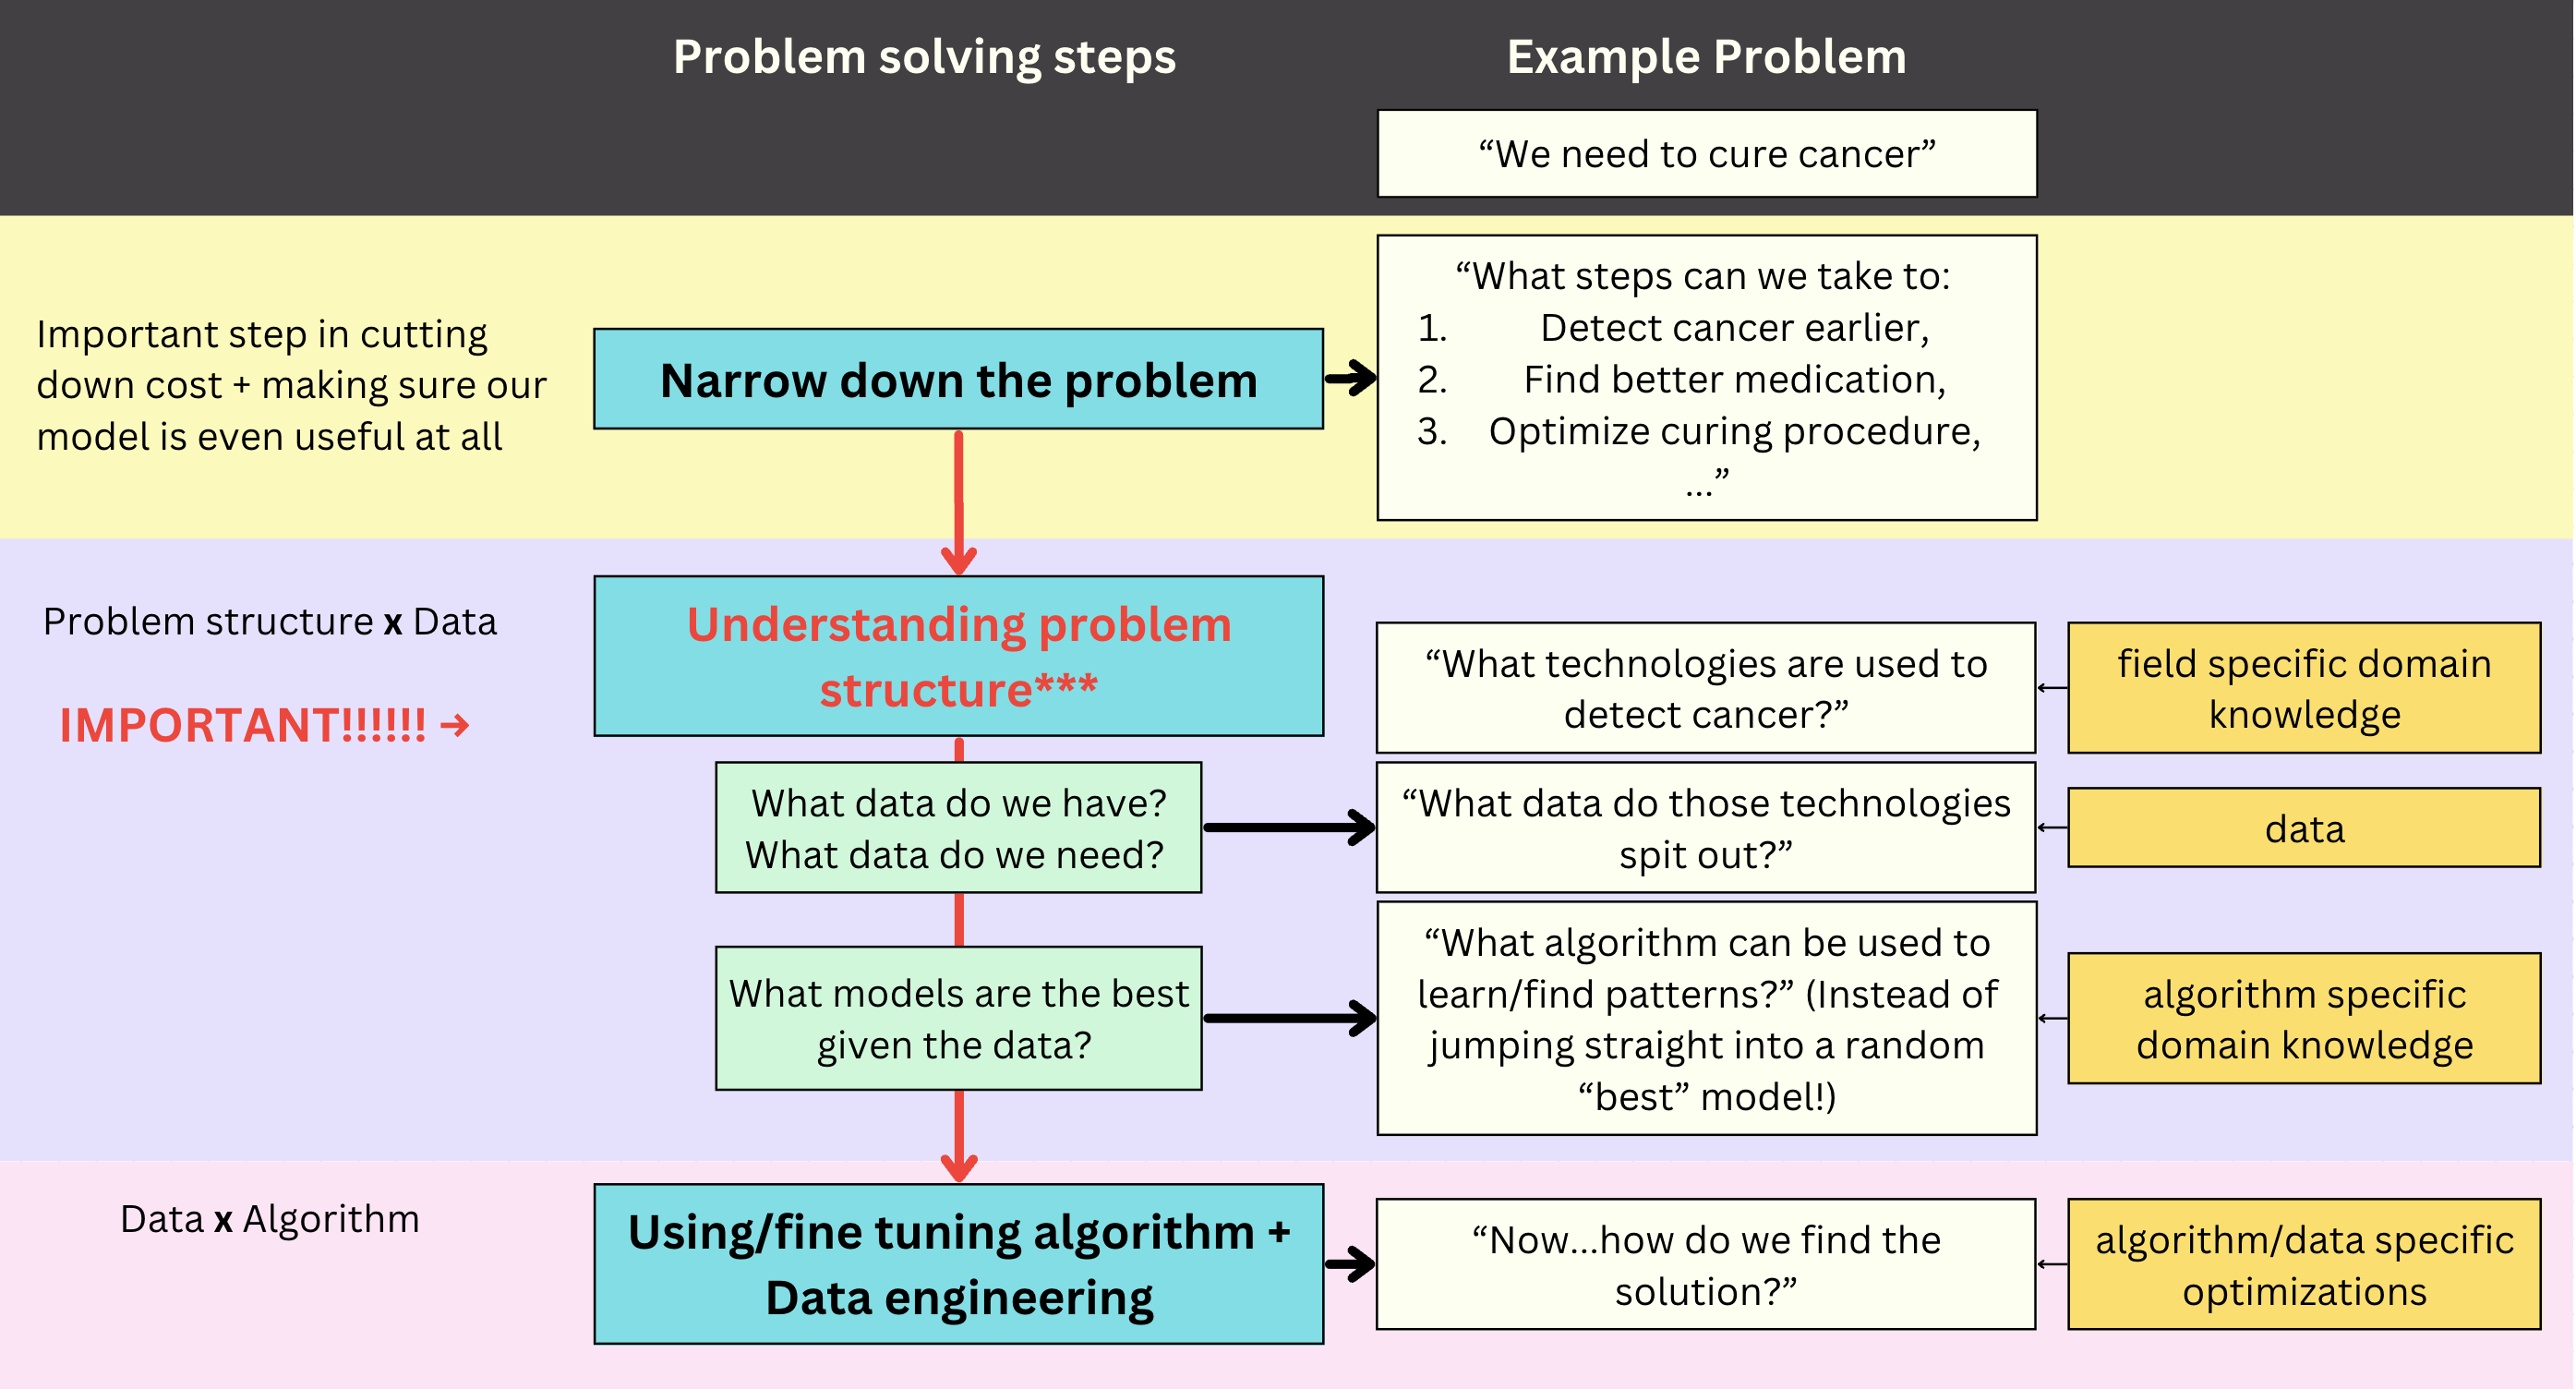 Problem solving steps
Example Problem
“We need to cure cancer”
Important step in cutting
down cost + making sure our
model is even useful at all
Narrow down the problem
“What steps can we take to:
1. Detect cancer earlier,
2. Find better medication,
3. Optimize curing procedure,
...”
Problem structure x Data
IMPORTANT!!!!!! →
Understanding problem
structure***
“What technologies are used to
detect cancer?”
field specific domain
knowledge
What data do we have?
What data do we need?
“What data do those technologies
spit out?”
data
What models are the best
given the data?
“What algorithm can be used to
learn/find patterns?” (Instead of
jumping straight into a random
“best” model!)
algorithm specific
domain knowledge
Data x Algorithm
Using/fine tuning algorithm +
Data engineering
“Now...how do we find the
solution?”
algorithm/data specific
optimizations